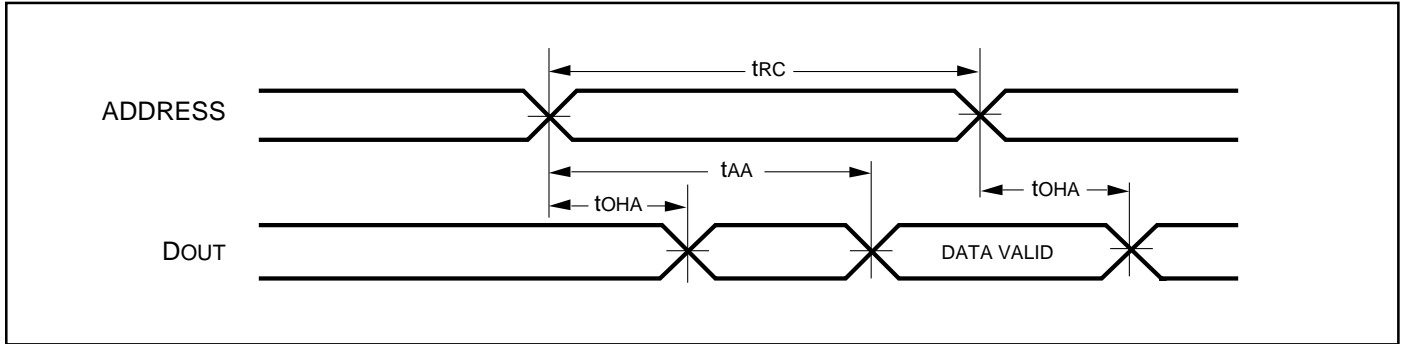 tRC
ADDRESS
tAA
tOHA
tOHA
DOUT
DATA VALID